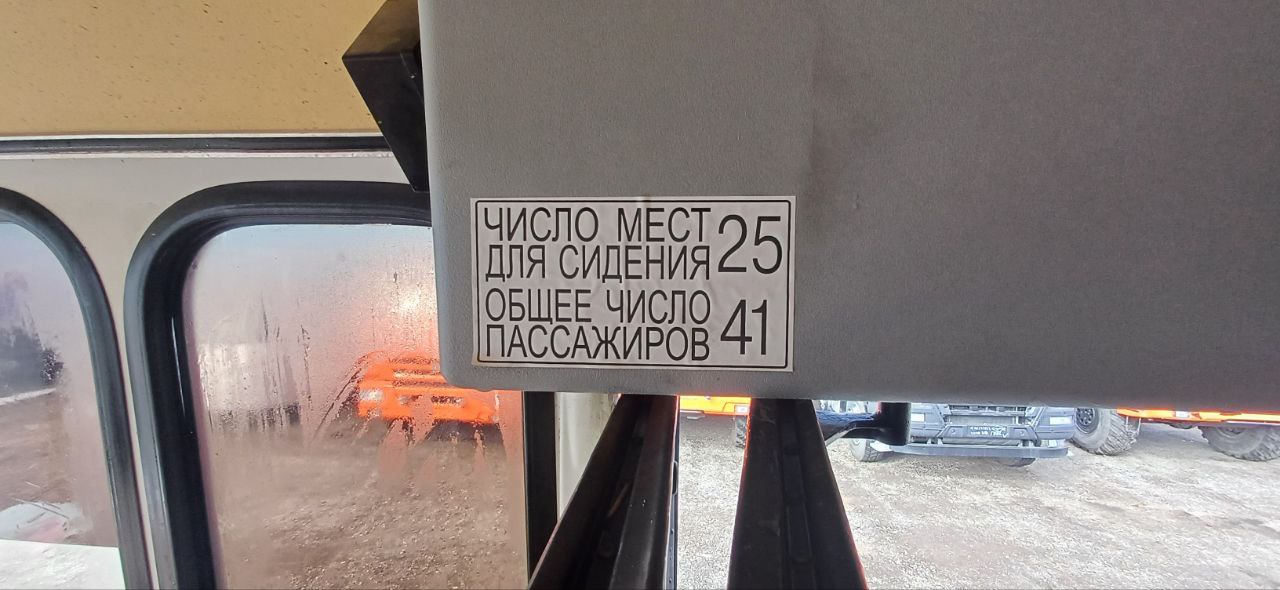 ЧИСЛО МЕСТ
ДЛЯ СИДЕНИЯ 25
ОБЩЕЕ ЧИСЛО
ПАССАЖИРОВ 41